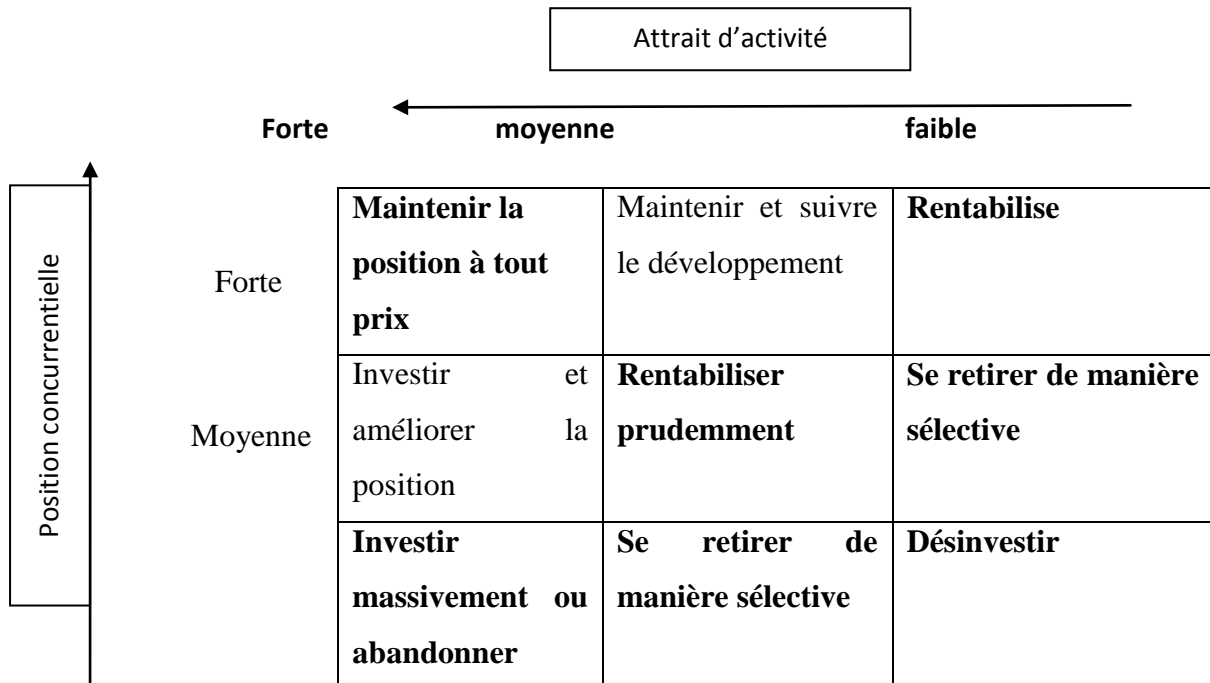 Attrait d’activité
Forte moyenne faible
Position concurrentielle
Forte
Maintenir la
position à tout
prix
Maintenir et suivre
le développement
Rentabilise
Moyenne
Investir et
améliorer la
position
Rentabiliser
prudemment
Se retirer de manière
sélective
Investir
massivement ou
abandonner
Se retirer de
manière sélective
Désinvestir